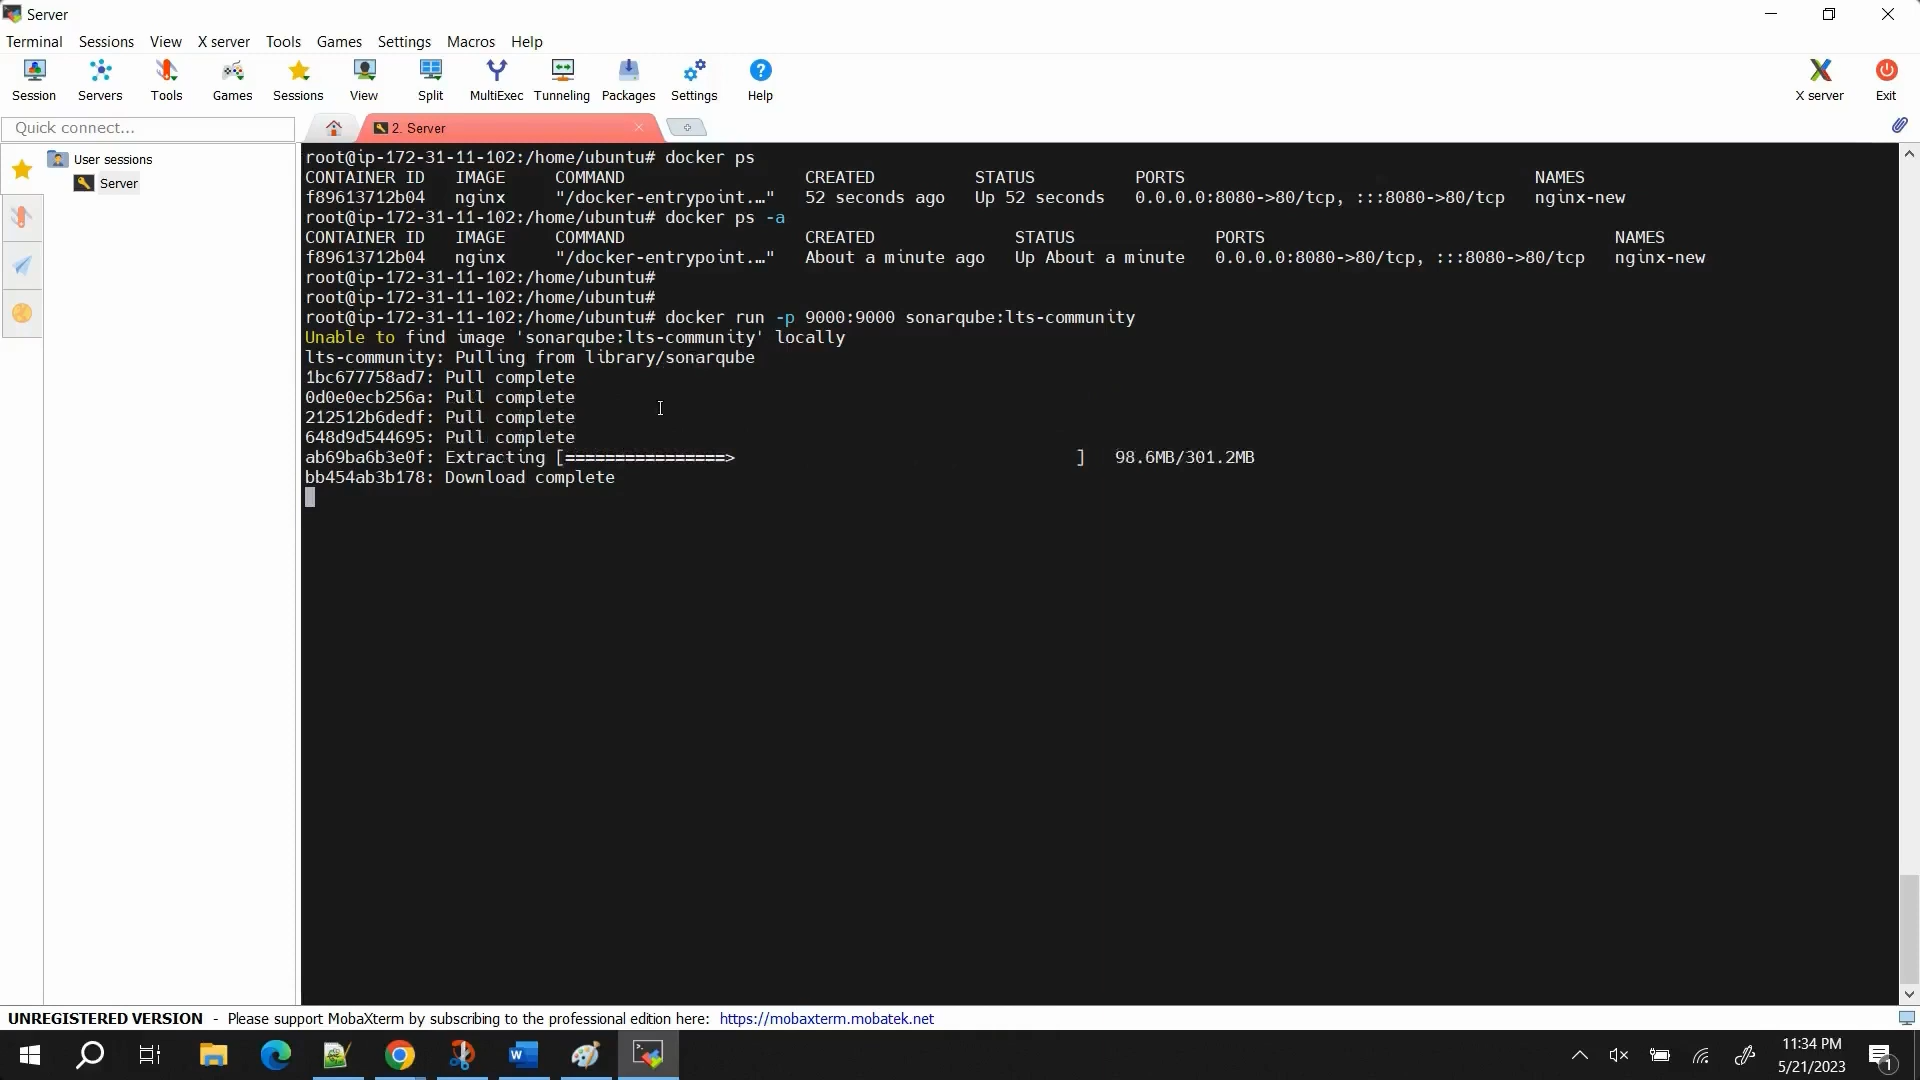 Server
Terminal Sessions View X server Tools Games Settings Macros Help
Session Servers Tools Games Sessions View Split MultiExec Tunneling Packages Settings Help X server Exit
Quick connect...
2. Server
User sessions
Server
root@ip-172-31-11-102:/home/ubuntu# docker ps
CONTAINER ID IMAGE COMMAND CREATED STATUS PORTS NAMES
f89613712b04 nginx "/docker-entrypoint.…" 52 seconds ago Up 52 seconds 0.0.0.0:8080->80/tcp, :::8080->80/tcp nginx-new
root@ip-172-31-11-102:/home/ubuntu# docker ps -a
CONTAINER ID IMAGE COMMAND CREATED STATUS PORTS NAMES
f89613712b04 nginx "/docker-entrypoint.…" About a minute ago Up About a minute 0.0.0.0:8080->80/tcp, :::8080->80/tcp nginx-new
root@ip-172-31-11-102:/home/ubuntu#
root@ip-172-31-11-102:/home/ubuntu#
root@ip-172-31-11-102:/home/ubuntu# docker run -p 9000:9000 sonarqube:lts-community
Unable to find image 'sonarqube:lts-community' locally
lts-community: Pulling from library/sonarqube
1bc677758ad7: Pull complete
0d0e0ecb256a: Pull complete
212512b6dedf: Pull complete
648d9d544695: Pull complete
ab69ba6b3e0f: Extracting [================> ] 98.6MB/301.2MB
bb454ab3b178: Download complete
UNREGISTERED VERSION - Please support MobaXterm by subscribing to the professional edition here: https://mobaxterm.mobatek.net
11:34 PM
5/21/2023
1